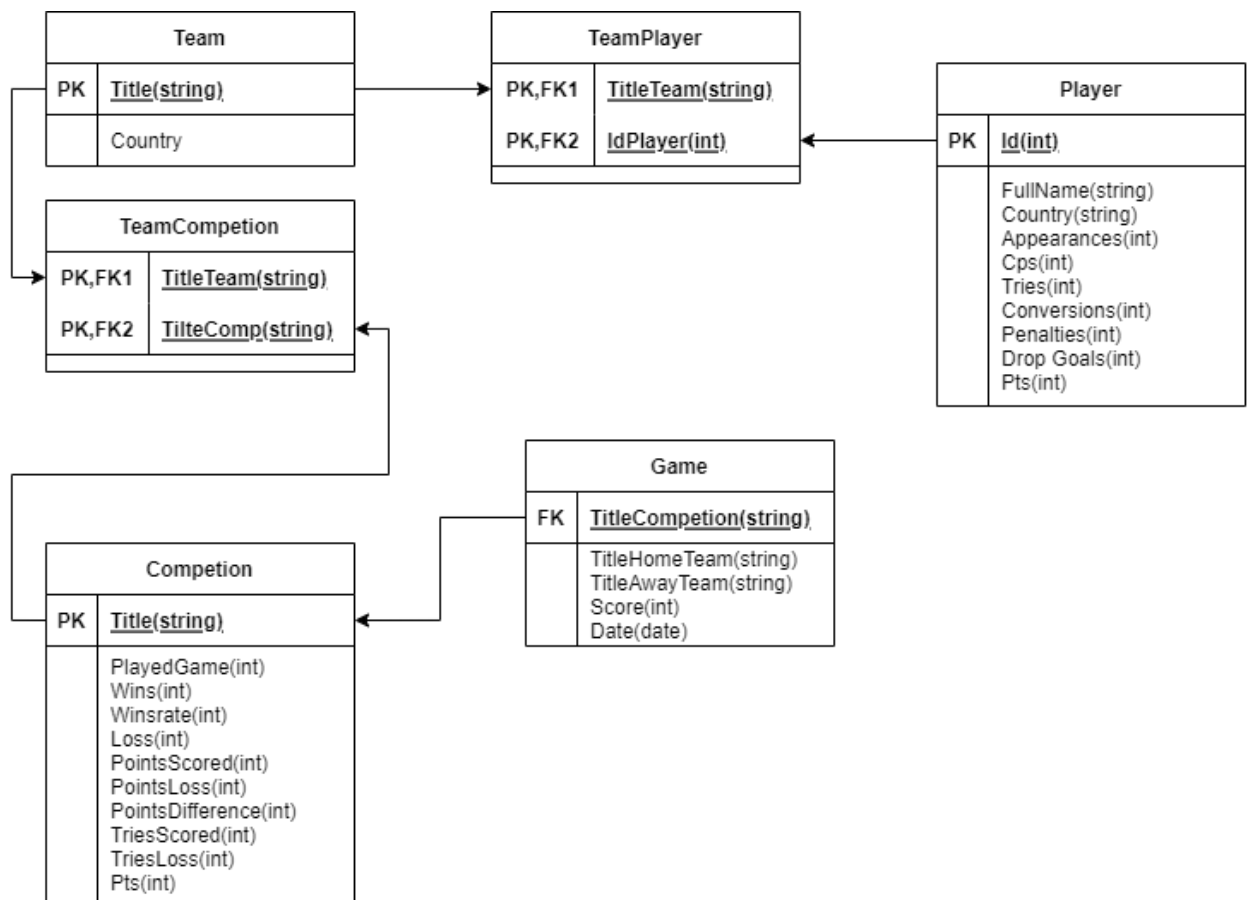 Team
PK Title(string)
Country
TeamPlayer
PK,FK1 TitleTeam(string)
PK,FK2 IdPlayer(int)
Player
PK Id(int)
FullName(string)
Country(string)
Appearances(int)
Cps(int)
Tries(int)
Conversions(int)
Penalties(int)
Drop Goals(int)
Pts(int)
TeamCompetion
PK,FK1 TitleTeam(string)
PK,FK2 TilteComp(string)
Game
FK TitleCompetion(string)
TitleHomeTeam(string)
TitleAwayTeam(string)
Score(int)
Date(date)
Competion
PK Title(string)
PlayedGame(int)
Wins(int)
Winsrate(int)
Loss(int)
PointsScored(int)
PointsLoss(int)
PointsDifference(int)
TriesScored(int)
TriesLoss(int)
Pts(int)